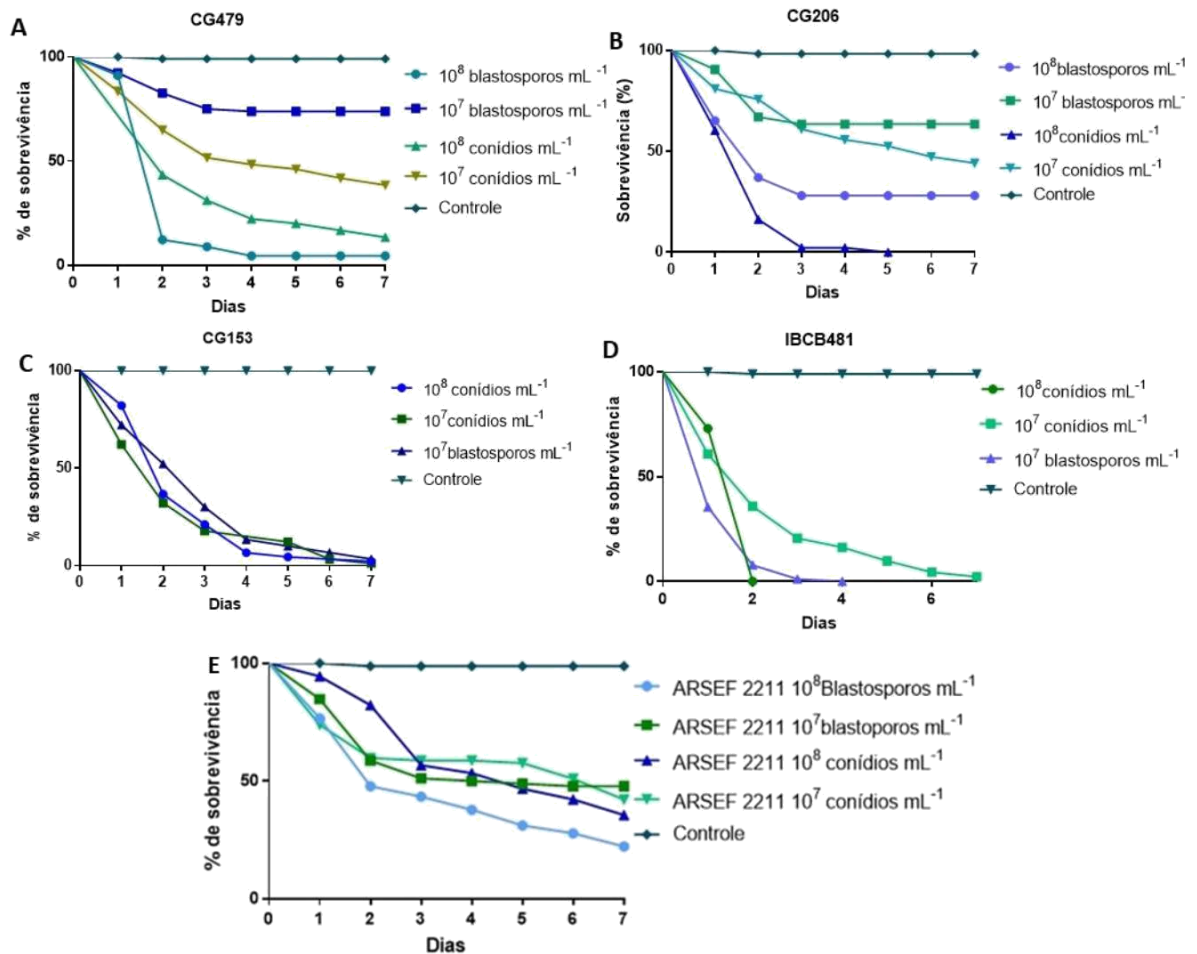 A
CG479
% de sobrevivência
100
50
0
0 1 2 3 4 5 6 7
Dias
10⁸ blastosporos mL ⁻¹
10⁷ blastosporos mL ⁻¹
10⁸ conídios mL⁻¹
10⁷ conídios mL⁻¹
Controle
B
CG206
Sobrevivência (%)
100
50
0
0 1 2 3 4 5 6 7
Dias
10⁸blastosporos mL⁻¹
10⁷ blastosporos mL⁻
10⁸conídios mL⁻¹
10⁷ conídios mL⁻¹
Controle
C
CG153
% de sobrevivência
100
50
0
0 1 2 3 4 5 6 7
Dias
10⁸ conídios mL⁻¹
10⁷conídios mL⁻¹
10⁷blastosporos mL⁻¹
Controle
D
IBCB481
% de sobrevivência
100
50
0
0 2 4 6
Dias
10⁸conídios mL⁻¹
10⁷ conídios mL⁻¹
10⁷ blastosporos mL⁻¹
Controle
E
% de sobrevivência
100
50
0
0 1 2 3 4 5 6 7
Dias
ARSEF 2211 10⁸Blastosporos mL⁻¹
ARSEF 2211 10⁷blastoporos mL⁻¹
ARSEF 2211 10⁸ conídios mL⁻¹
ARSEF 2211 10⁷ conídios mL⁻¹
Controle